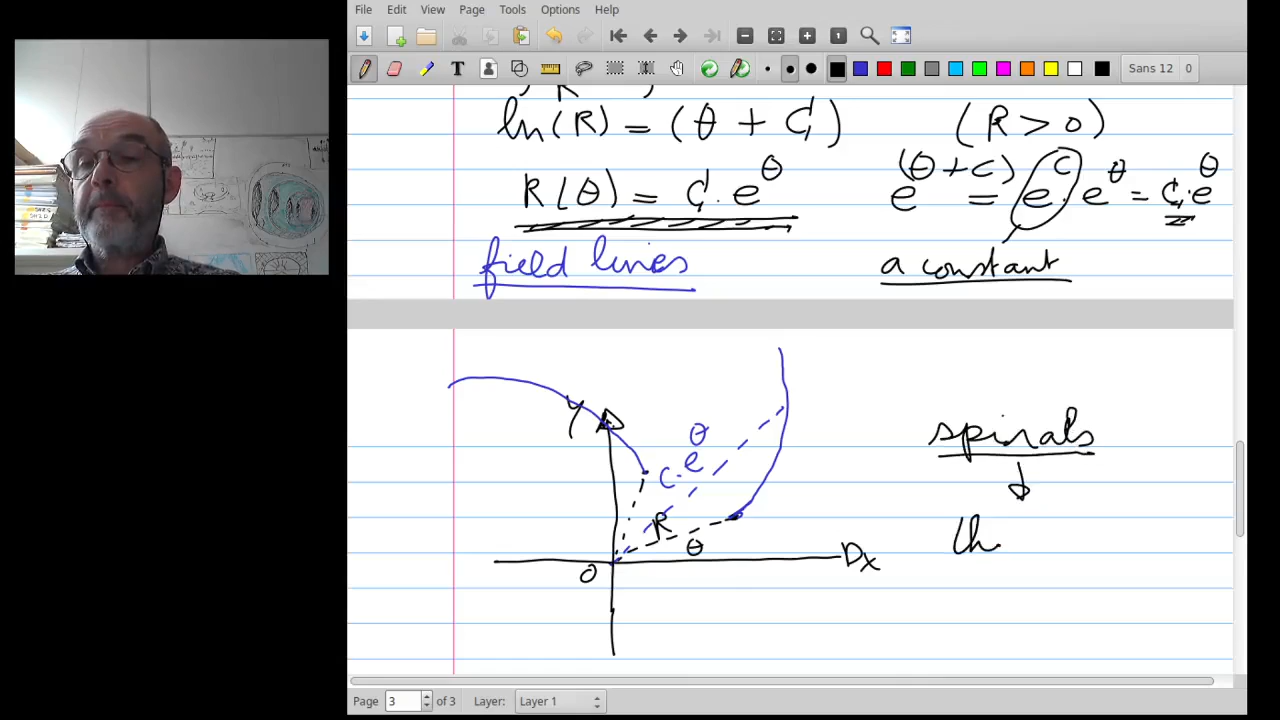 File Edit View Page Tools Options Help
Sans 12 0
ln(R) = (θ + C) (R > 0)
R(θ) = C · e^θ e^(θ+C) = e^C · e^θ = C · e^θ
field lines a constant
Y
C · e^θ
R
θ
O
x
spirals
th
Page 3 of 3 Layer: Layer 1